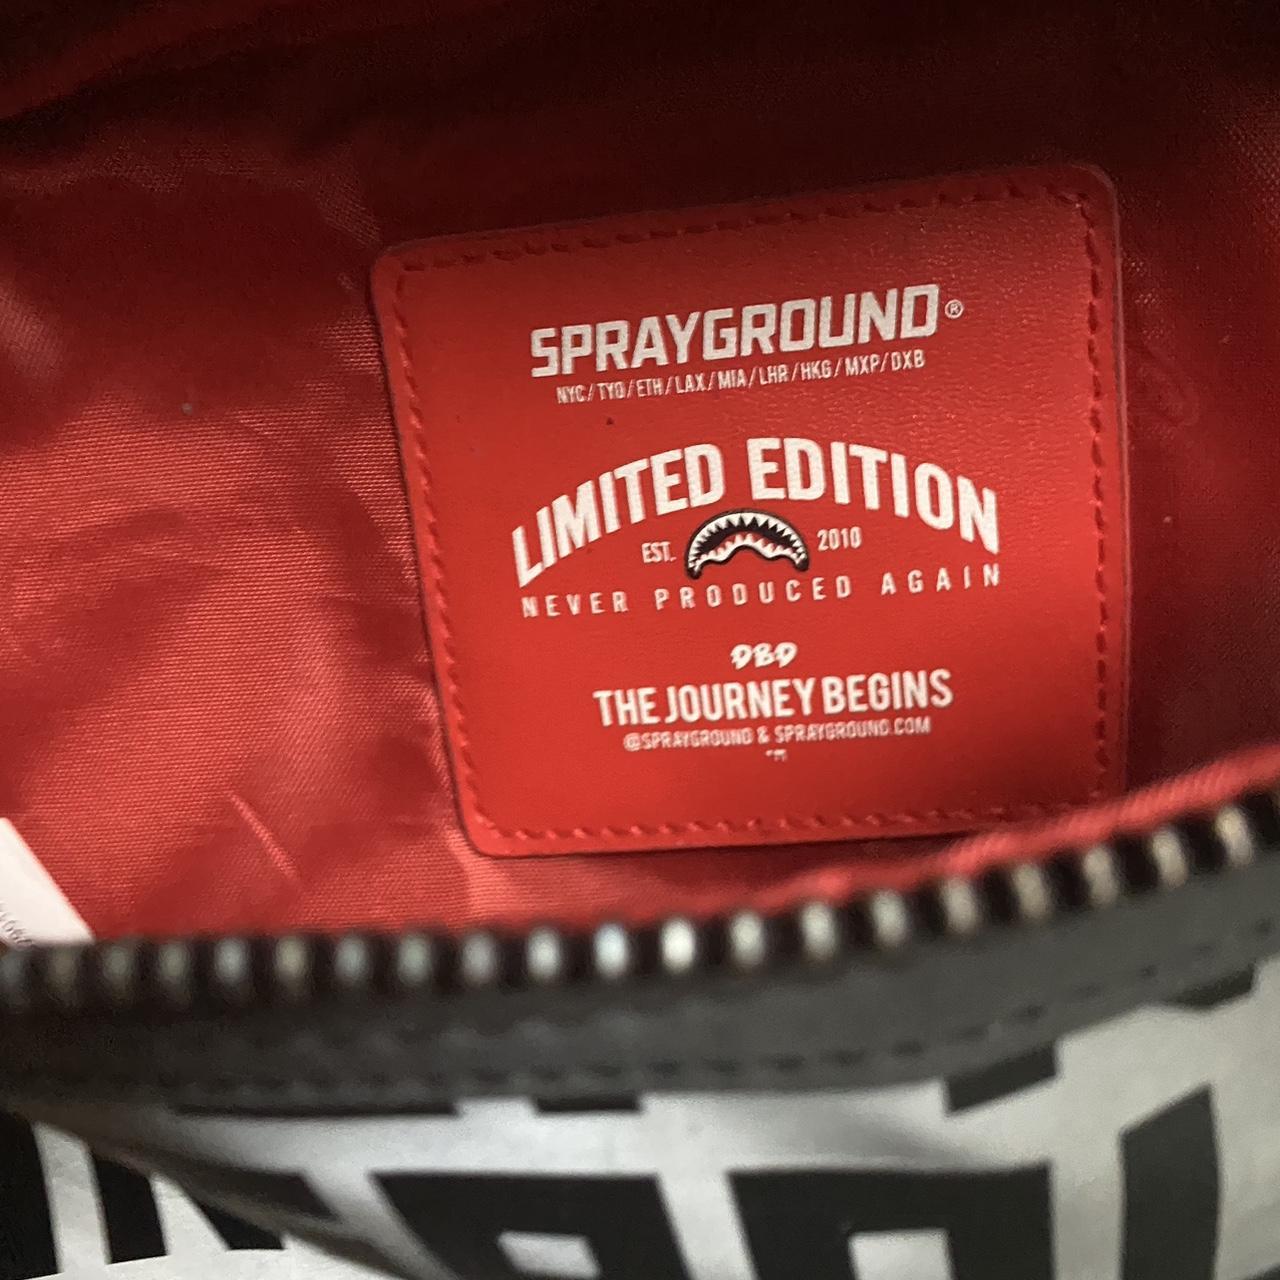 SPRAYGROUND®
NYC/TYO/ETH/LAX/MIA/LHR/HKG/MXP/DXB
LIMITED EDITION
EST. 2010
NEVER PRODUCED AGAIN
DBD
THE JOURNEY BEGINS
@SPRAYGROUND & SPRAYGROUND.COM